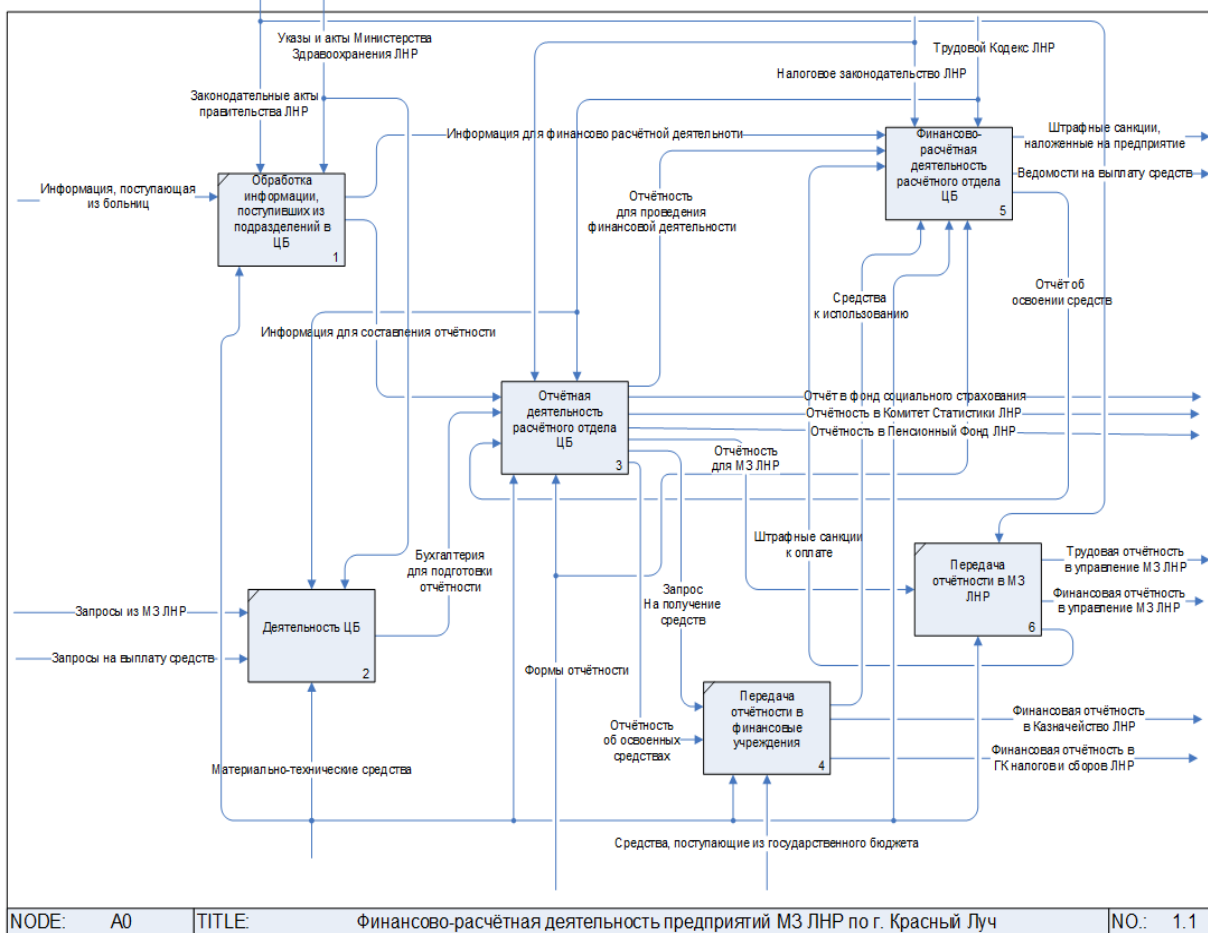 Указы и акты Министерства
Здравоохранения ЛНР
Трудовой Кодекс ЛНР
Налоговое законодательство ЛНР
Законодательные акты
правительства ЛНР
Информация для финансово расчётной деятельноти
Финансово-
расчётная
деятельность
расчётного отдела
ЦБ
5
Штрафные санкции,
наложенные на предприятие
Ведомости на выплату средств
Информация, поступающая
из больниц
Обработка
информации,
поступивших из
подразделений в
ЦБ
1
Отчётность
для проведения
финансовой деятельности
Отчёт об
освоении средств
Средства
к использованию
Информация для составления отчётности
Отчётная
деятельность
расчётного отдела
ЦБ
3
Отчёт в фонд социального страхования
Отчётность в Комитет Статистики ЛНР
Отчётность в Пенсионный Фонд ЛНР
Отчётность
для МЗ ЛНР
Штрафные санкции
к оплате
Бухгалтерия
для подготовки
отчётности
Запрос
На получение
средств
Передача
отчётности в МЗ
ЛНР
6
Трудовая отчётность
в управление МЗ ЛНР
Финансовая отчётность
в управление МЗ ЛНР
Запросы из МЗ ЛНР
Запросы на выплату средств
Деятельность ЦБ
2
Формы отчётности
Отчётность
об освоенных
средствах
Передача
отчётности в
финансовые
учреждения
4
Финансовая отчётность
в Казначейство ЛНР
Финансовая отчётность в
ГК налогов и сборов ЛНР
Материально-технические средства
Средства, поступающие из государственного бюджета
NODE: A0 TITLE: Финансово-расчётная деятельность предприятий МЗ ЛНР по г. Красный Луч NO.: 1.1